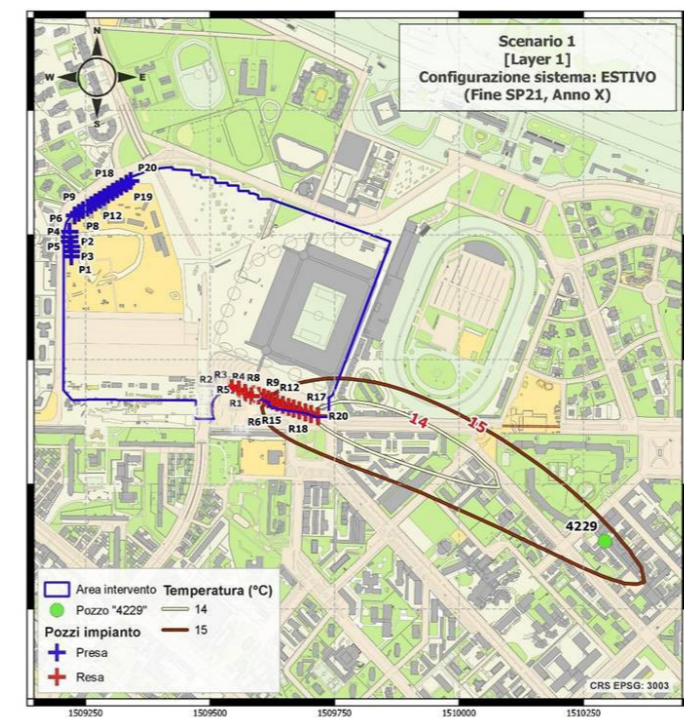 Scenario 1
[Layer 1]
Configurazione sistema: ESTIVO
(Fine SP21, Anno X)
N
W
E
S
P18
P20
P9
P19
P6
P12
P4
P8
P5
P2
P3
P1
R2
R3
R4
R8
R5
R9
R12
R1
R17
R6
R15
R20
R18
14
15
4229
Area intervento
Temperatura (°C)
Pozzo "4229"
14
Pozzi impianto
15
Presa
Resa
CRS EPSG: 3003
1509250
1509500
1509750
1510000
1510250